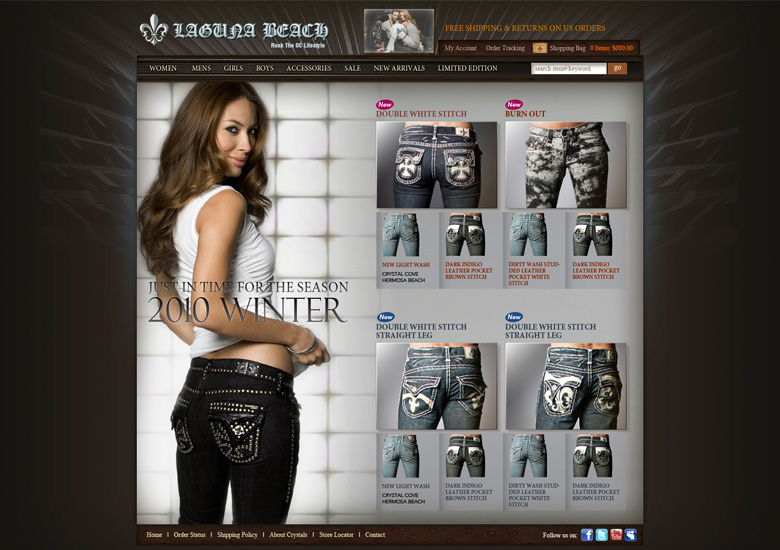 LAGUNA BEACH
Rock The OC Lifestyle
FREE SHIPPING & RETURNS ON US ORDERS
My Account Order Tracking Shopping Bag 0 Items: $000.00
WOMEN MENS GIRLS BOYS ACCESSORIES SALE NEW ARRIVALS LIMITED EDITION
search item#/keyword go
New
DOUBLE WHITE STITCH
New
BURN OUT
NEW LIGHT WASH
CRYSTAL COVE
HERMOSA BEACH
DARK INDIGO
LEATHER POCKET
BROWN STITCH
DIRTY WASH STUD-
DED LEATHER
POCKET WHITE
STITCH
DARK INDIGO
LEATHER POCKET
BROWN STITCH
JUST IN TIME FOR THE SEASON
2010 WINTER
New
DOUBLE WHITE STITCH
STRAIGHT LEG
New
DOUBLE WHITE STITCH
STRAIGHT LEG
NEW LIGHT WASH
CRYSTAL COVE
HERMOSA BEACH
DARK INDIGO
LEATHER POCKET
BROWN STITCH
DIRTY WASH STUD-
DED LEATHER
POCKET WHITE
STITCH
DARK INDIGO
LEATHER POCKET
BROWN STITCH
Home | Order Status | Shipping Policy | About Crystals | Store Locator | Contact
Follow us on: